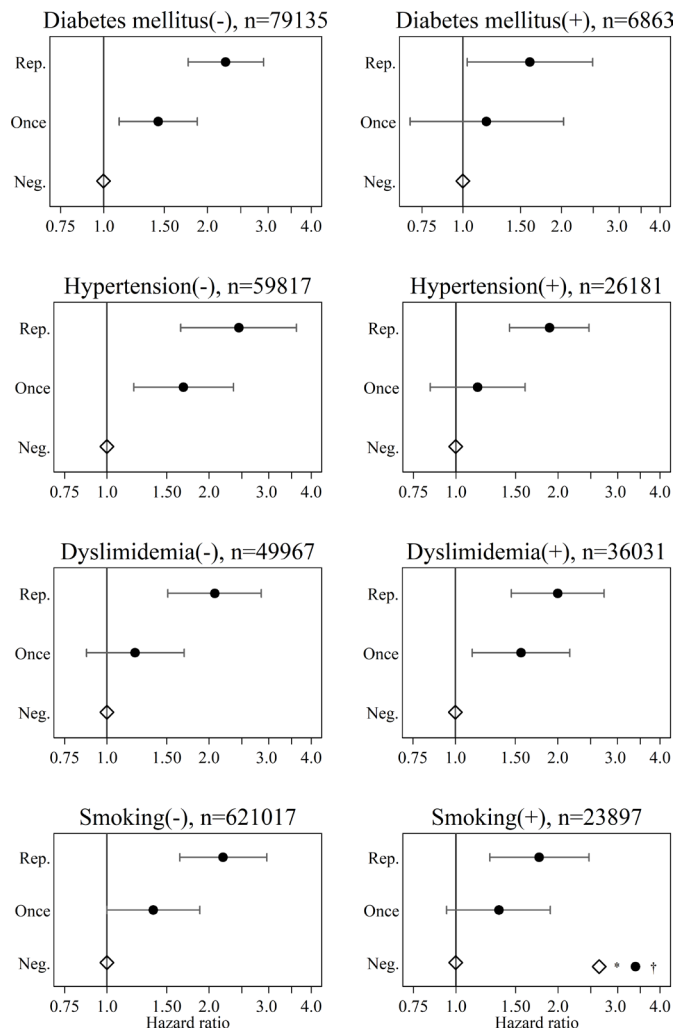 Diabetes mellitus(-), n=79135
Rep.
Once
Neg.
0.75 1.0 1.50 2.0 3.0 4.0
Diabetes mellitus(+), n=6863
Rep.
Once
Neg.
0.75 1.0 1.50 2.0 3.0 4.0
Hypertension(-), n=59817
Rep.
Once
Neg.
0.75 1.0 1.50 2.0 3.0 4.0
Hypertension(+), n=26181
Rep.
Once
Neg.
0.75 1.0 1.50 2.0 3.0 4.0
Dyslimidemia(-), n=49967
Rep.
Once
Neg.
0.75 1.0 1.50 2.0 3.0 4.0
Dyslimidemia(+), n=36031
Rep.
Once
Neg.
0.75 1.0 1.50 2.0 3.0 4.0
Smoking(-), n=621017
Rep.
Once
Neg.
0.75 1.0 1.50 2.0 3.0 4.0
Hazard ratio
Smoking(+), n=23897
Rep.
Once
Neg.
* †
0.75 1.0 1.50 2.0 3.0 4.0
Hazard ratio